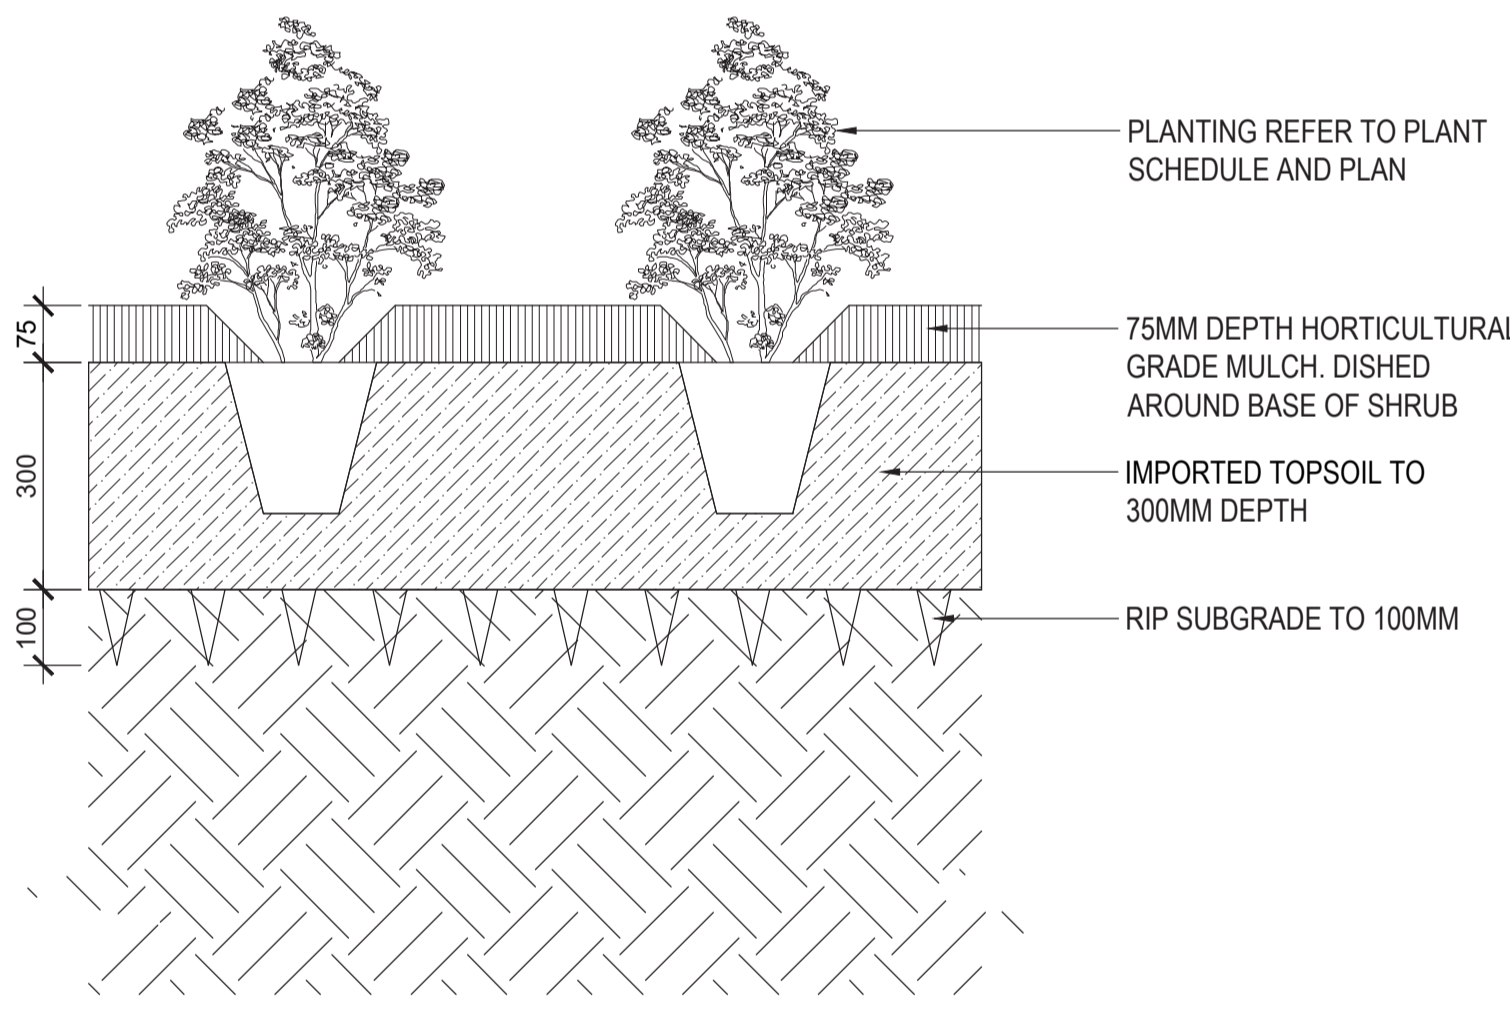 PLANTING REFER TO PLANT
SCHEDULE AND PLAN
75
75MM DEPTH HORTICULTURAL
GRADE MULCH. DISHED
AROUND BASE OF SHRUB
300
IMPORTED TOPSOIL TO
300MM DEPTH
100
RIP SUBGRADE TO 100MM